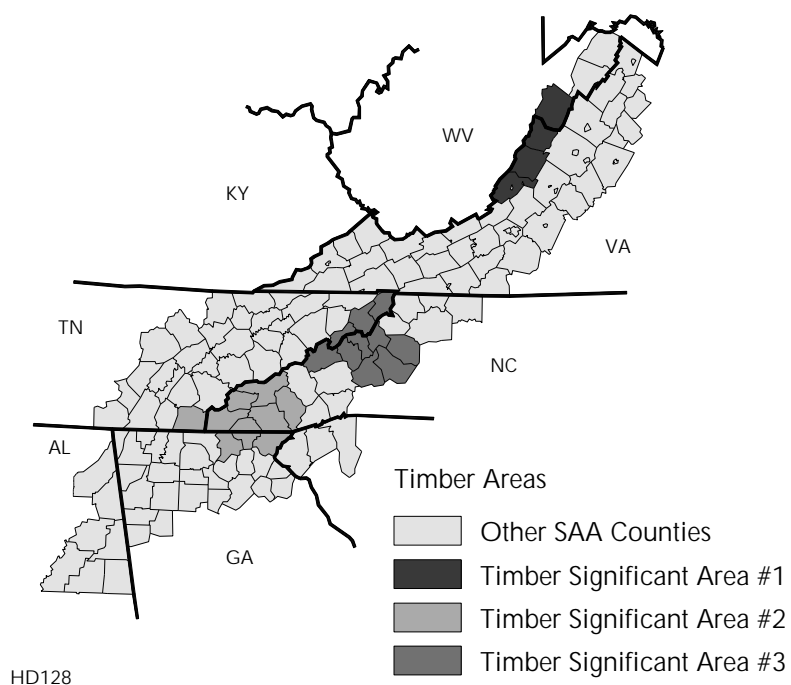 WV
KY
VA
TN
NC
AL
GA
Timber Areas
Other SAA Counties
Timber Significant Area #1
Timber Significant Area #2
Timber Significant Area #3
HD128